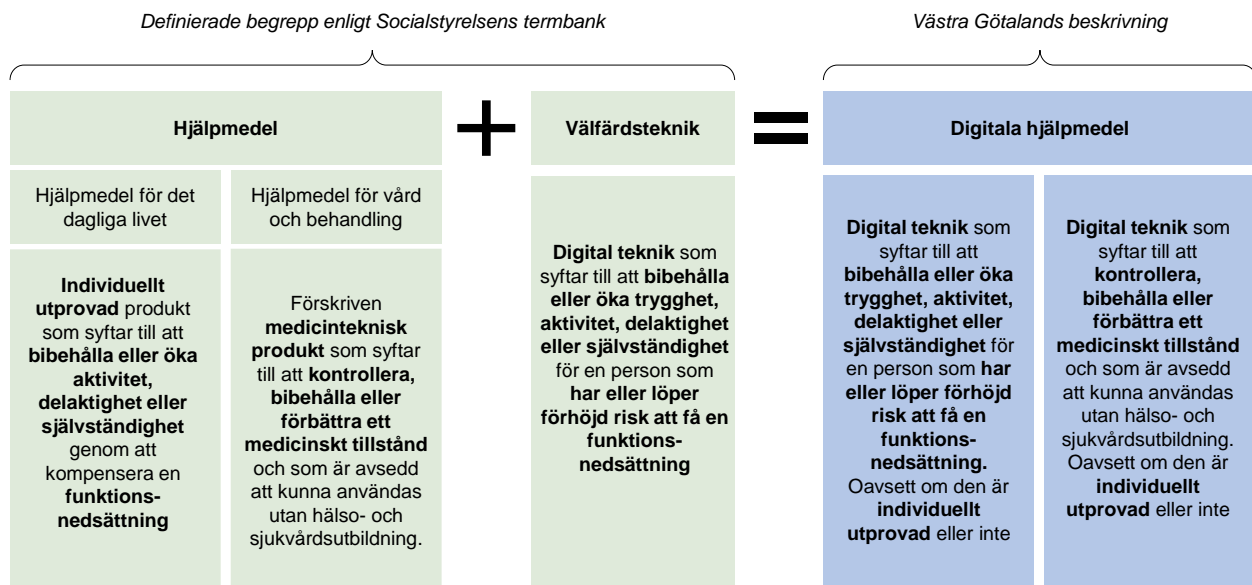 Definierade begrepp enligt Socialstyrelsens termbank
Västra Götalands beskrivning
Hjälpmedel
+
Välfärdsteknik
=
Digitala hjälpmedel
Hjälpmedel för det
dagliga livet
Hjälpmedel för vård
och behandling
Individuellt
utprovad produkt
som syftar till att
bibehålla eller öka
aktivitet,
delaktighet eller
självständighet
genom att
kompensera en
funktions-
nedsättning
Förskriven
medicinteknisk
produkt som syftar
till att kontrollera,
bibehålla eller
förbättra ett
medicinskt tillstånd
och som är avsedd
att kunna användas
utan hälso- och
sjukvårdsutbildning.
Digital teknik som
syftar till att bibehålla
eller öka trygghet,
aktivitet, delaktighet
eller självständighet
för en person som
har eller löper
förhöjd risk att få en
funktions-
nedsättning
Digital teknik som
syftar till att
bibehålla eller öka
trygghet, aktivitet,
delaktighet eller
självständighet för
en person som har
eller löper förhöjd
risk att få en
funktions-
nedsättning.
Oavsett om den är
individuellt
utprovad eller inte
Digital teknik som
syftar till att
kontrollera,
bibehålla eller
förbättra ett
medicinskt tillstånd
och som är avsedd
att kunna användas
utan hälso- och
sjukvårdsutbildning.
Oavsett om den är
individuellt
utprovad eller inte